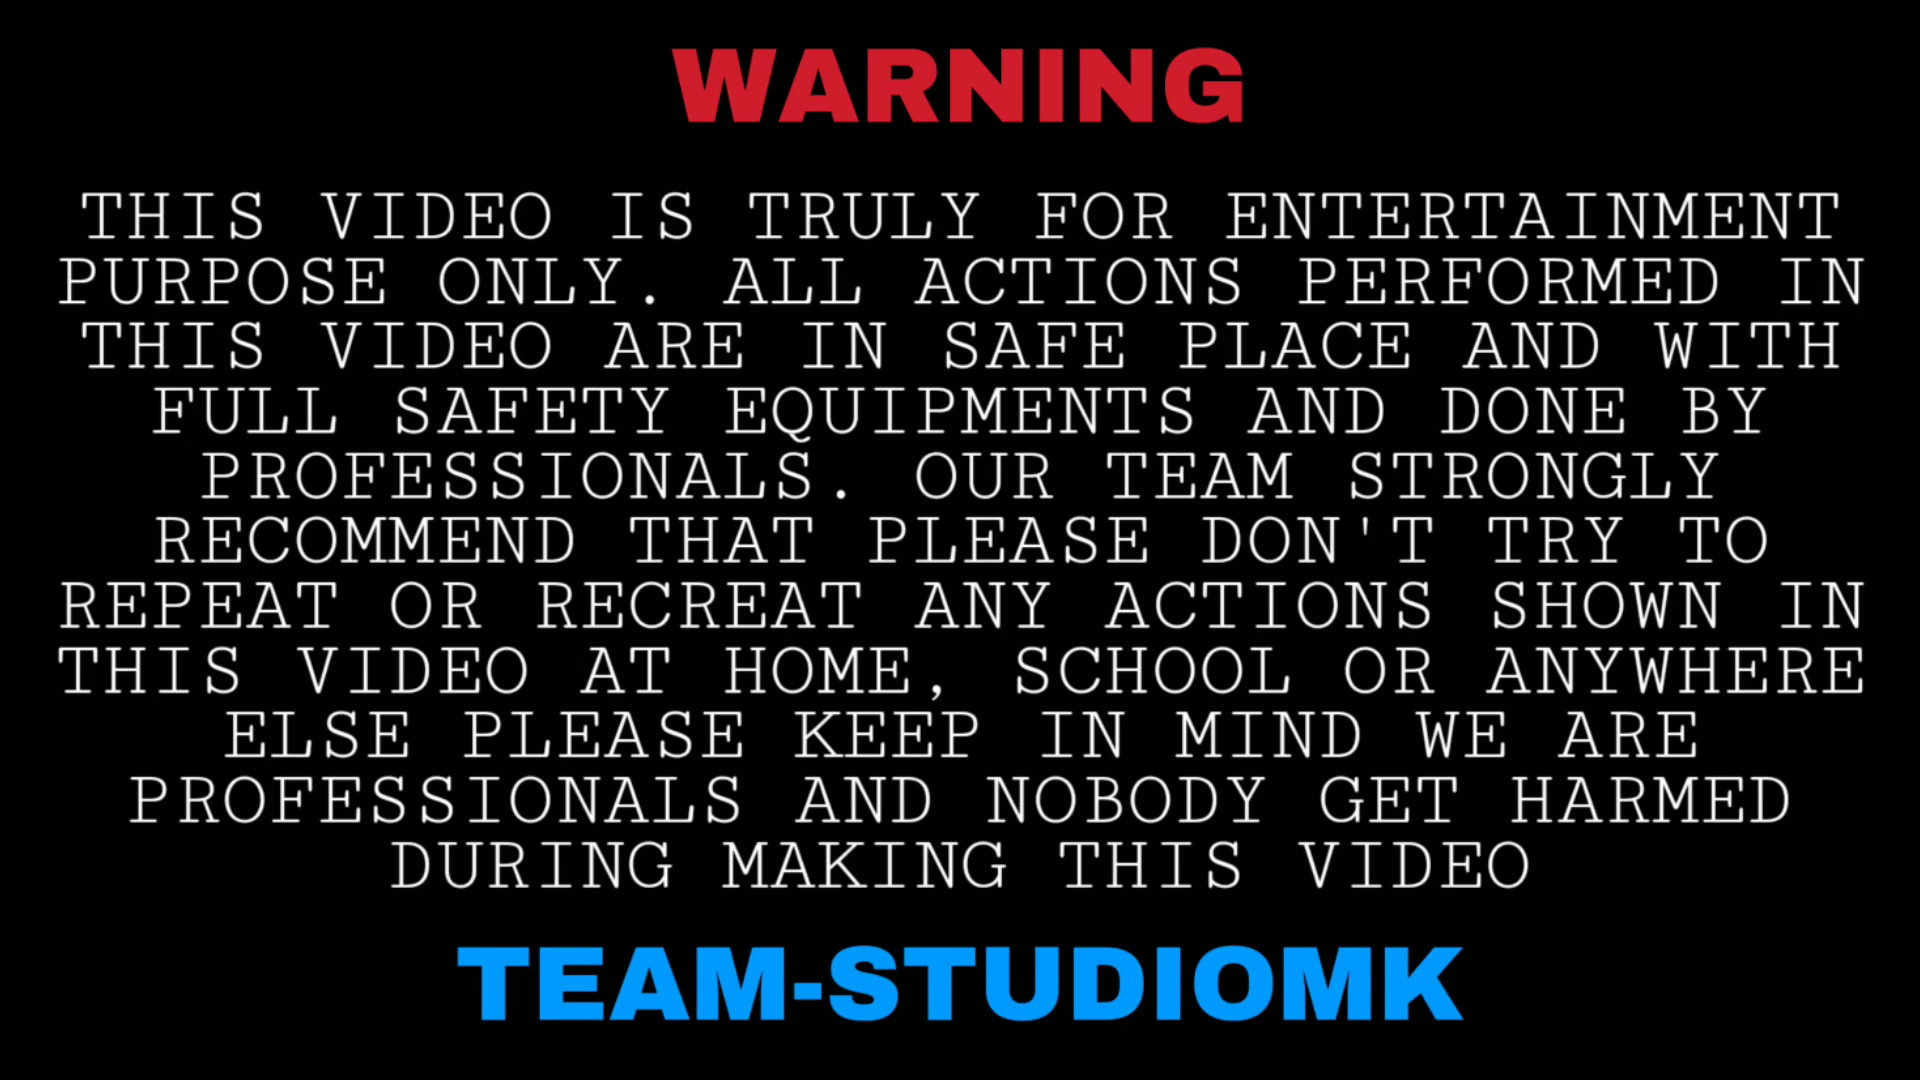 WARNING
THIS VIDEO IS TRULY FOR ENTERTAINMENT
PURPOSE ONLY. ALL ACTIONS PERFORMED IN
THIS VIDEO ARE IN SAFE PLACE AND WITH
FULL SAFETY EQUIPMENTS AND DONE BY
PROFESSIONALS. OUR TEAM STRONGLY
RECOMMEND THAT PLEASE DON'T TRY TO
REPEAT OR RECREAT ANY ACTIONS SHOWN IN
THIS VIDEO AT HOME, SCHOOL OR ANYWHERE
ELSE PLEASE KEEP IN MIND WE ARE
PROFESSIONALS AND NOBODY GET HARMED
DURING MAKING THIS VIDEO
TEAM-STUDIOMK